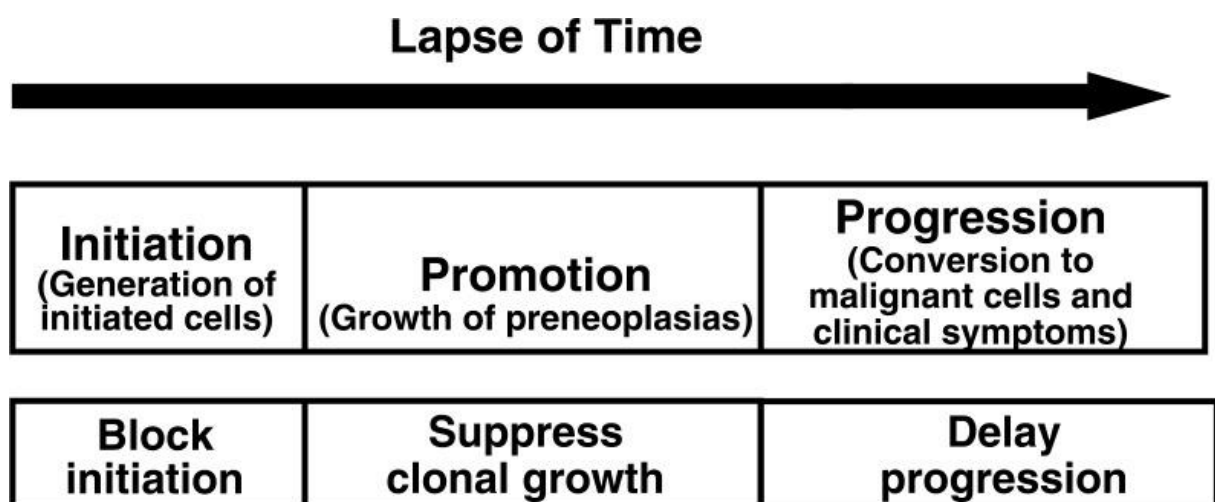 Lapse of Time
Initiation
(Generation of
initiated cells)
Promotion
(Growth of preneoplasias)
Progression
(Conversion to
malignant cells and
clinical symptoms)
Block
initiation
Suppress
clonal growth
Delay
progression